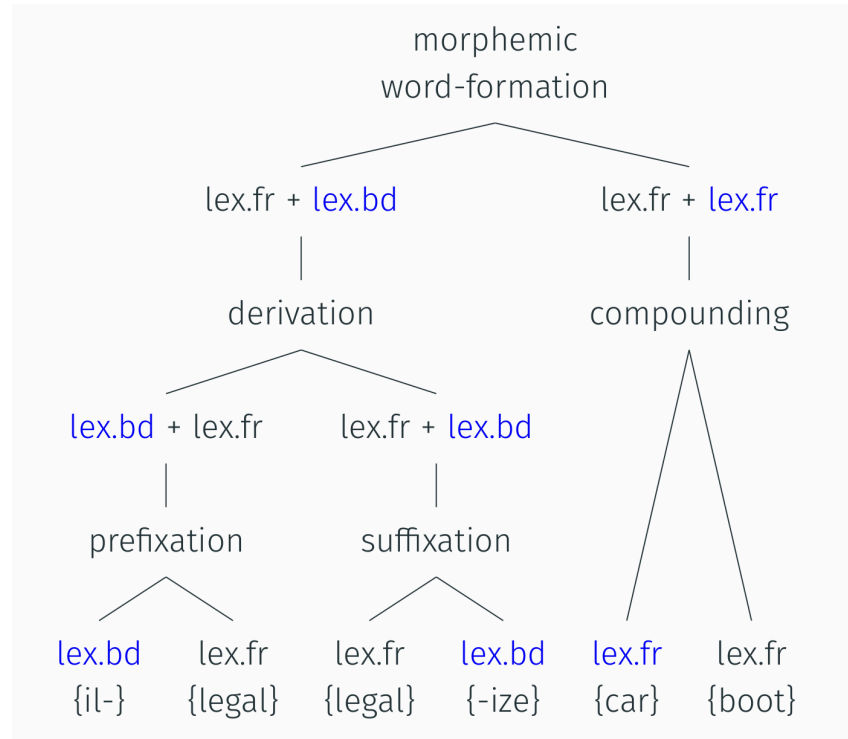 morphemic
word-formation
lex.fr + lex.bd
lex.fr + lex.fr
derivation
compounding
lex.bd + lex.fr
lex.fr + lex.bd
prefixation
suffixation
lex.bd
{il-}
lex.fr
{legal}
lex.fr
{legal}
lex.bd
{-ize}
lex.fr
{car}
lex.fr
{boot}